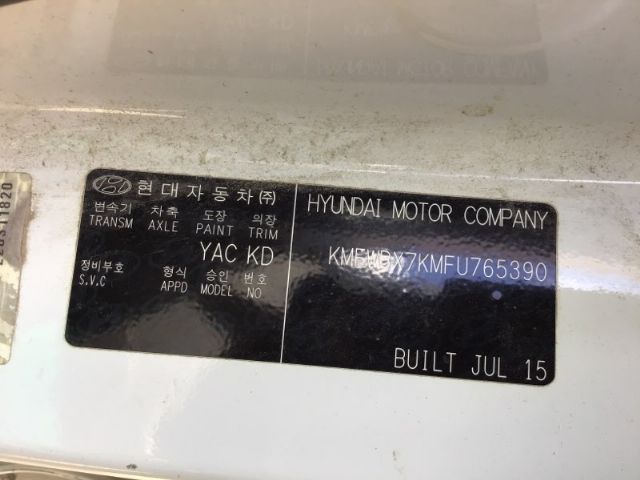 현대자동차㈜
변속기 차축 도장 의장
TRANSM AXLE PAINT TRIM
YAC KD
정비부호
S.V.C
형식 승인 번호
APPD MODEL NO
HYUNDAI MOTOR COMPANY
KMFWBX7KMFU765390
BUILT JUL 15